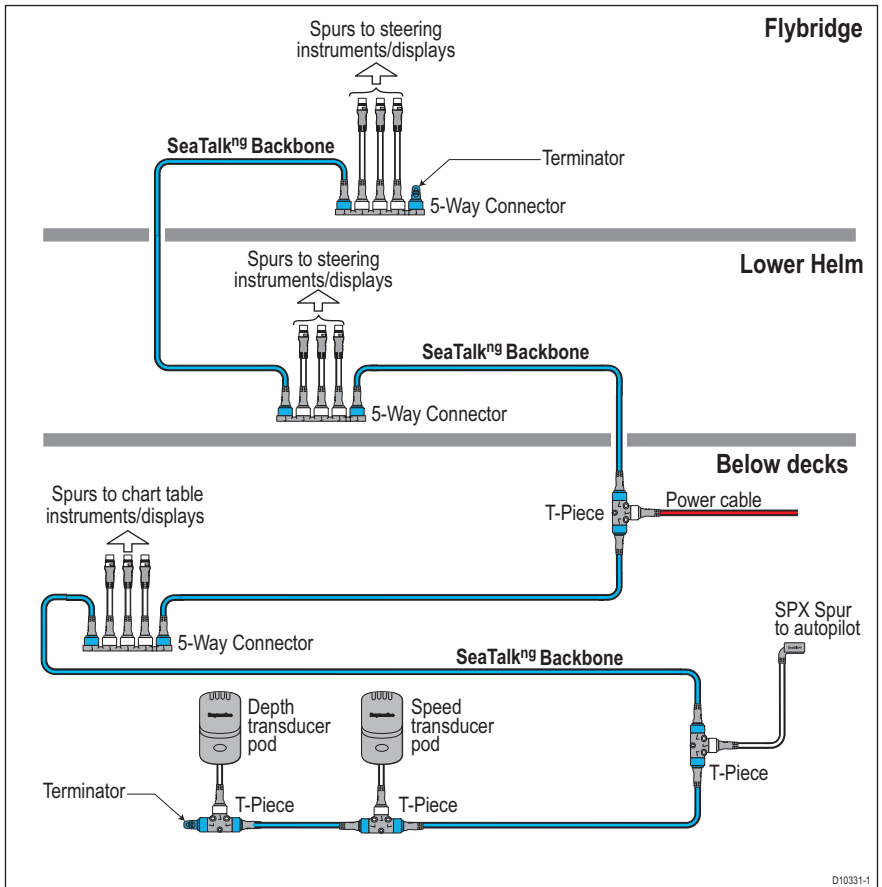 Flybridge
Spurs to steering
instruments/displays
SeaTalkng Backbone
Terminator
5-Way Connector
Lower Helm
Spurs to steering
instruments/displays
SeaTalkng Backbone
5-Way Connector
Below decks
Spurs to chart table
instruments/displays
T-Piece
Power cable
SPX Spur
to autopilot
5-Way Connector
SeaTalkng Backbone
Depth
transducer
pod
Speed
transducer
pod
T-Piece
Terminator
T-Piece
T-Piece
D10331-1